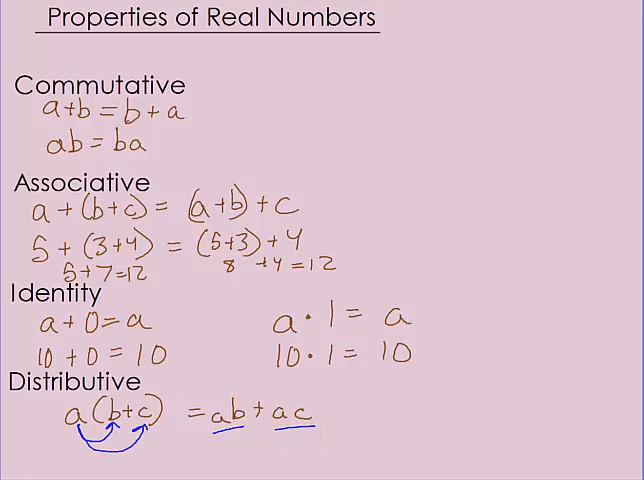 Properties of Real Numbers
Commutative
a+b = b + a
ab = ba
Associative
a + (b+c) = (a+b) + c
5 + (3+4) = (5+3) + 4
5+7=12 8 +4 = 12
Identity
a + 0 = a a · 1 = a
10 + 0 = 10 10 · 1 = 10
Distributive
a (b+c) = ab + ac